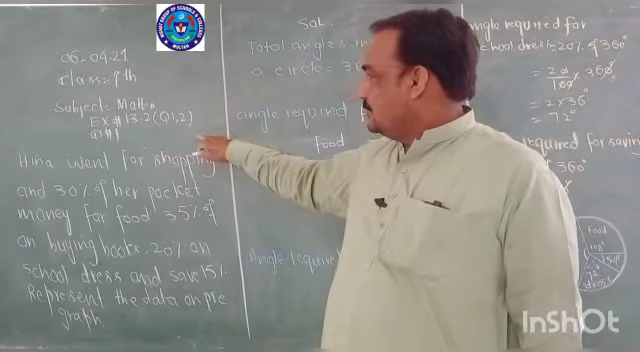 06-04-21
class: 7th
Subject: Maths
EX# 13.2 (Q1,2)
Q#1
Hina went for shopping
and 30% of her pocket
money for food 35% of
on buying books. 20% on
school dress and save 15%.
Represent the data on pie
graph
Sol:
Total angles in
a circle = 36
angle required f
food
Angle required
angle required for
school dress = 20% of 360°
= 20/100 × 360°
= 2 × 36°
= 72°
required for saving
of 360°
Food
108°
54°
72°
dress
MULTAN
InShOt